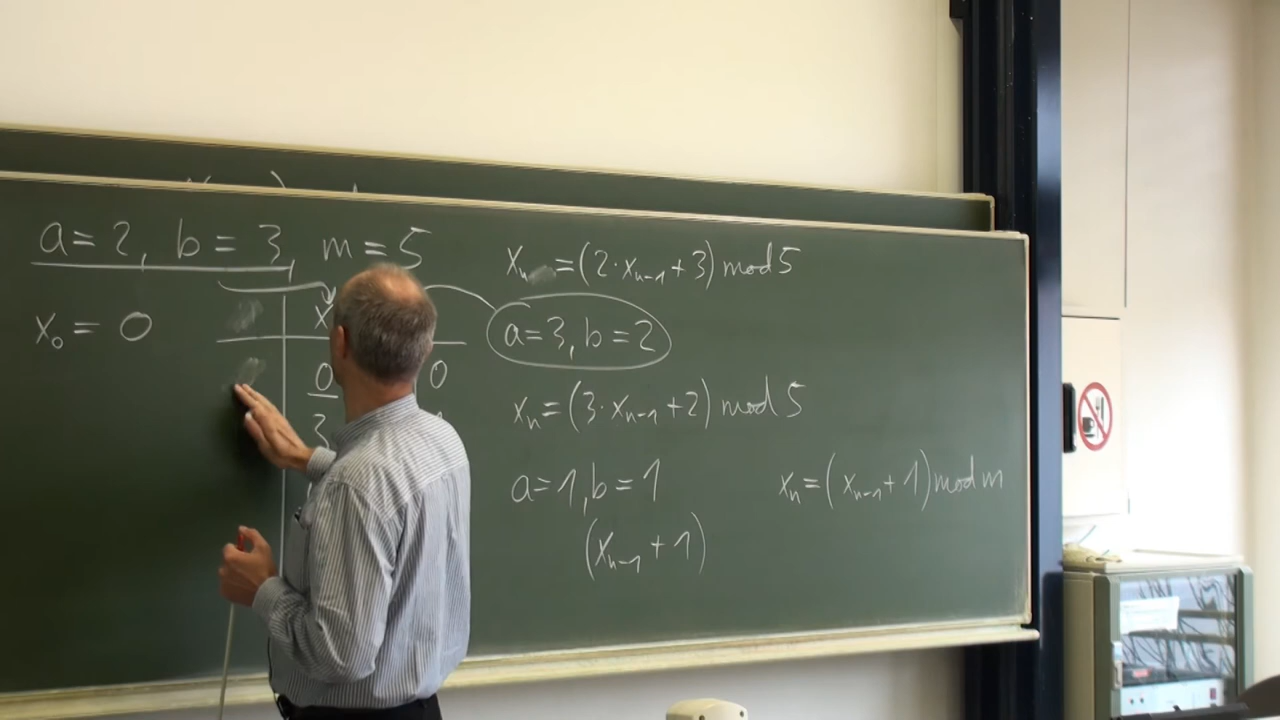 a = 2, b = 3, m = 5
xₙ = (2·xₙ₋₁ + 3) mod 5
x₀ = 0
x
a = 3, b = 2
0 0
xₙ = (3·xₙ₋₁ + 2) mod 5
3
a = 1, b = 1
xₙ = (xₙ₋₁ + 1) mod m
(xₙ₋₁ + 1)